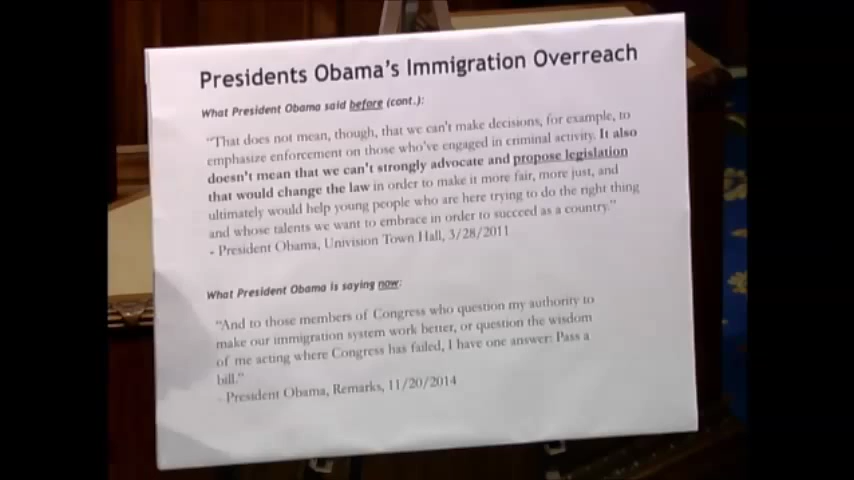 Presidents Obama's Immigration Overreach
What President Obama said before (cont.):
"That does not mean, though, that we can't make decisions, for example, to
emphasize enforcement on those who've engaged in criminal activity. It also
doesn't mean that we can't strongly advocate and propose legislation
that would change the law in order to make it more fair, more just, and
ultimately would help young people who are here trying to do the right thing
and whose talents we want to embrace in order to succeed as a country."
- President Obama, Univision Town Hall, 3/28/2011
What President Obama is saying now:
"And to those members of Congress who question my authority to
make our immigration system work better, or question the wisdom
of me acting where Congress has failed, I have one answer: Pass a
bill."
- President Obama, Remarks, 11/20/2014